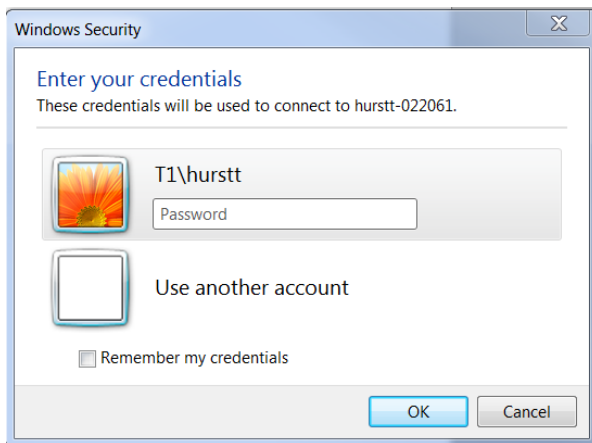 Windows Security
Enter your credentials
These credentials will be used to connect to hurstt-022061.
T1\hurstt
Password
Use another account
Remember my credentials
OK Cancel